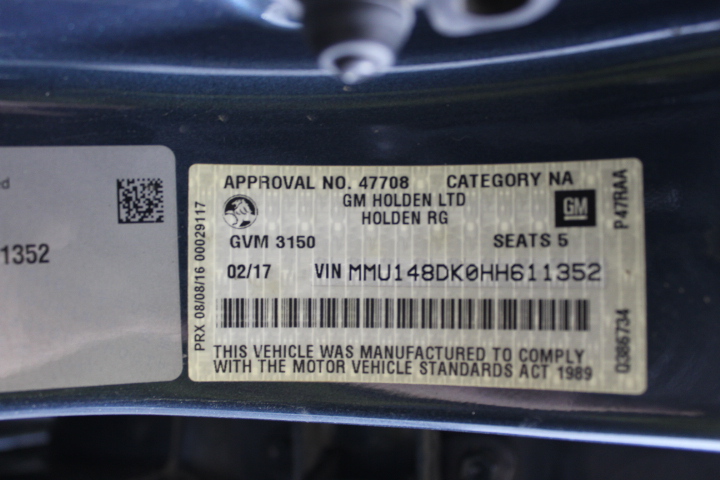 d
1352
APPROVAL NO. 47708 CATEGORY NA
GM HOLDEN LTD
HOLDEN RG
GM
GVM 3150 SEATS 5
02/17 VIN MMU148DK0HH611352
THIS VEHICLE WAS MANUFACTURED TO COMPLY
WITH THE MOTOR VEHICLE STANDARDS ACT 1989
PRX 08/08/16 00029117
P47RAA
Q386734